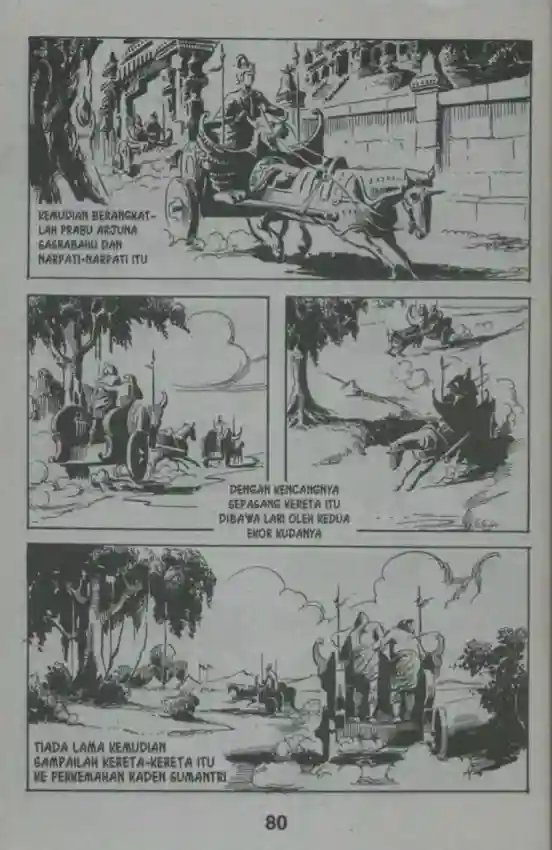 KEMUDIAN BERANGKAT-
LAH PRABU ARJUNA
SASRABAHU DAN
NARPATI-NARPATI ITU
DENGAN KENCANGNYA
SEPASANG KERETA ITU
DIBAWA LARI OLEH KEDUA
EKOR KUDANYA
TIADA LAMA KEMUDIAN
SAMPAILAH KERETA-KERETA ITU
KE PERKEMAHAN RADEN SUMANTRI
80